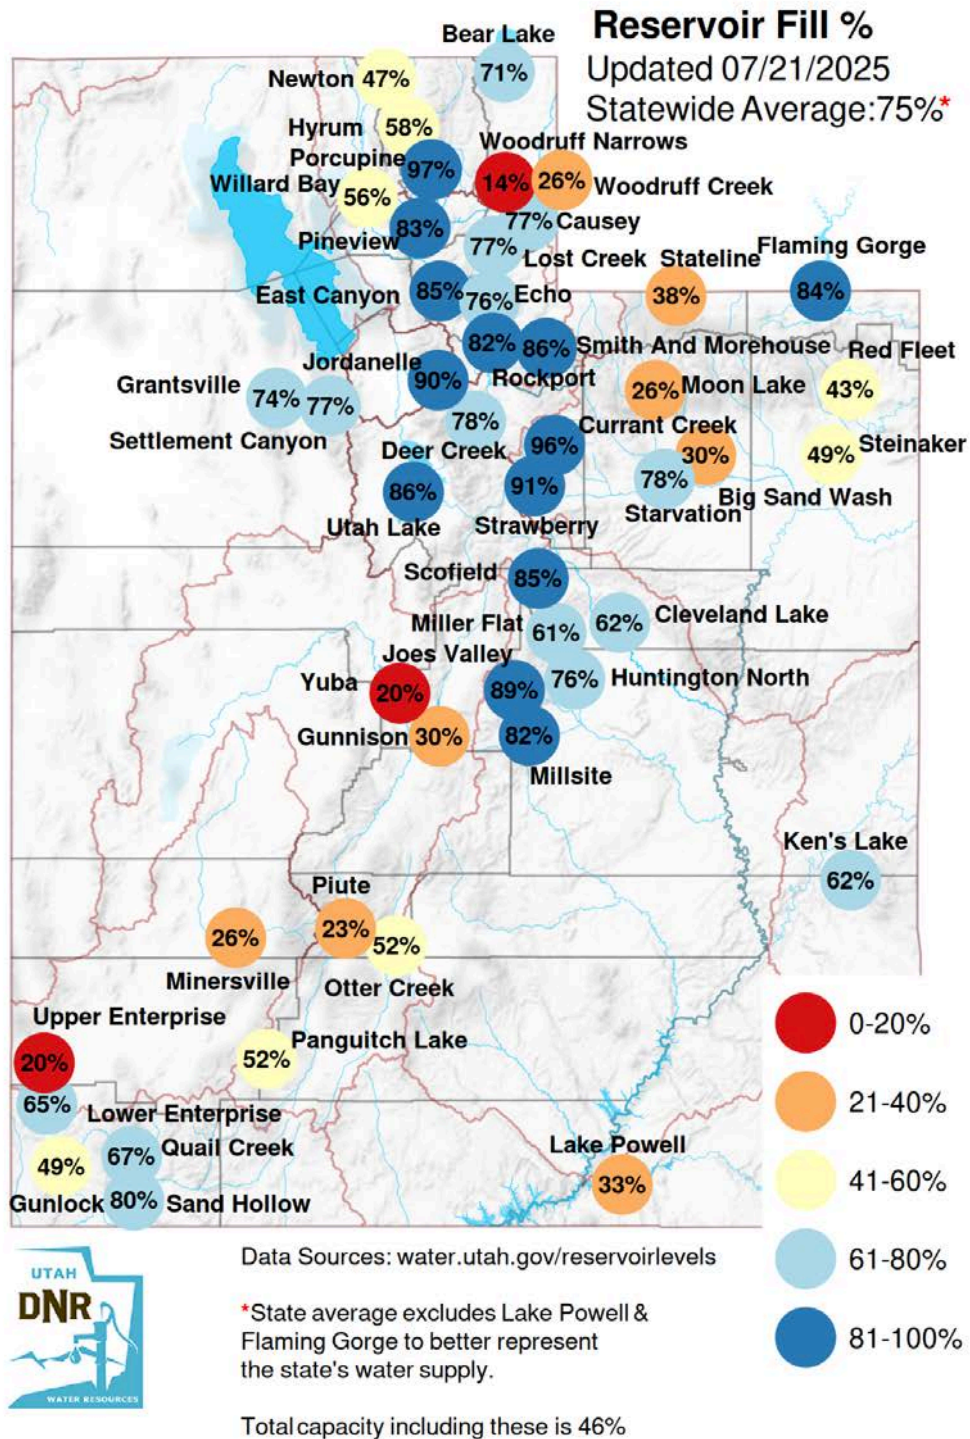 Reservoir Fill %
Updated 07/21/2025
Statewide Average:75%*
Bear Lake
71%
Newton
47%
Hyrum
58%
Porcupine
97%
Woodruff Narrows
14%
26%
Woodruff Creek
Willard Bay
56%
Pineview
83%
77%
Causey
77%
Lost Creek
Stateline
38%
Flaming Gorge
84%
East Canyon
85%
76%
Echo
82%
Rockport
86%
Smith And Morehouse
Red Fleet
43%
Jordanelle
90%
Grantsville
74%
77%
Settlement Canyon
26%
Moon Lake
78%
Deer Creek
Currant Creek
96%
30%
Big Sand Wash
49%
Steinaker
78%
Starvation
86%
Utah Lake
91%
Strawberry
Scofield
85%
Miller Flat
61%
62%
Cleveland Lake
Joes Valley
89%
76%
Huntington North
Yuba
20%
Gunnison
30%
82%
Millsite
Ken's Lake
62%
Piute
23%
52%
Otter Creek
26%
Minersville
Upper Enterprise
20%
Panguitch Lake
52%
65%
Lower Enterprise
67%
Quail Creek
49%
Gunlock
80%
Sand Hollow
Lake Powell
33%
0-20%
21-40%
41-60%
61-80%
81-100%
UTAH
DNR
WATER RESOURCES
Data Sources: water.utah.gov/reservoirlevels
*State average excludes Lake Powell &
Flaming Gorge to better represent
the state's water supply.
Total capacity including these is 46%